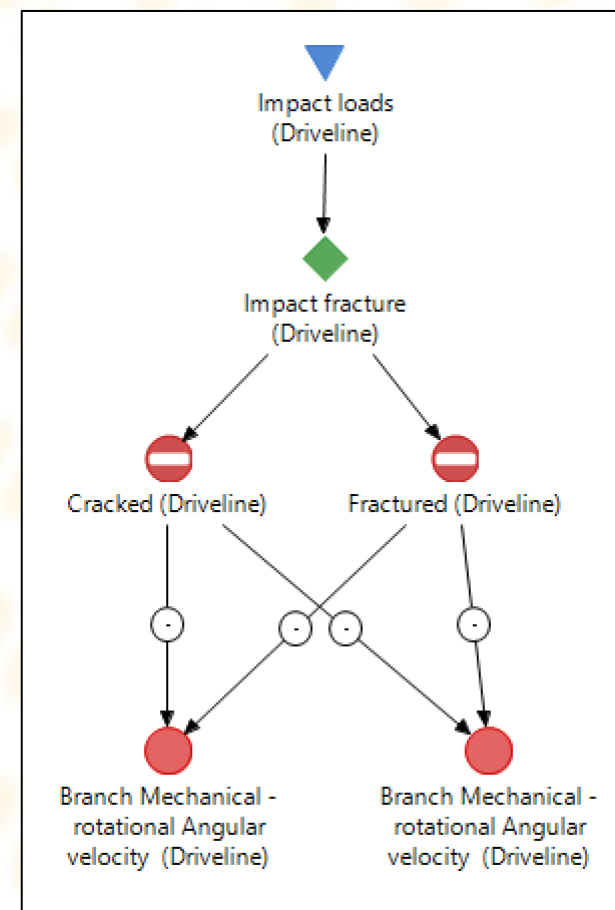 Impact loads
(Driveline)
Impact fracture
(Driveline)
Cracked (Driveline)
Fractured (Driveline)
-
-
-
-
Branch Mechanical -
rotational Angular
velocity (Driveline)
Branch Mechanical -
rotational Angular
velocity (Driveline)